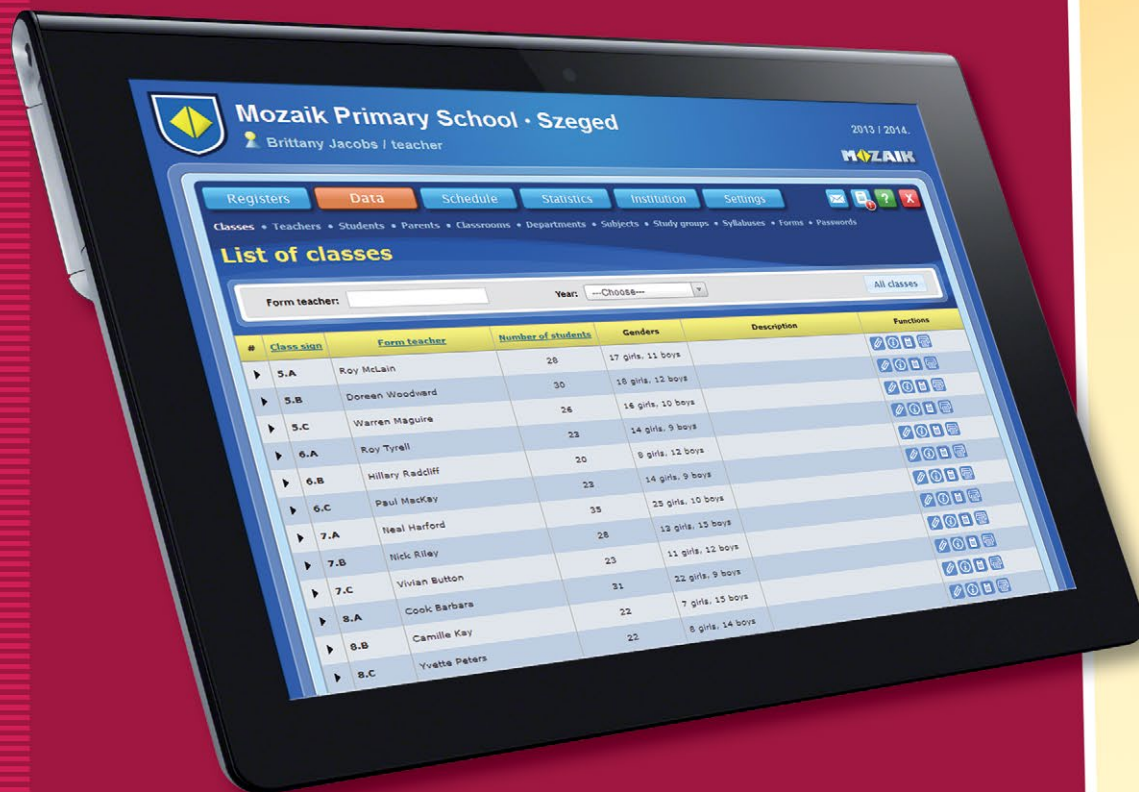 Mozaik Primary School · Szeged
Brittany Jacobs / teacher
2013 / 2014.
MOZAIK
Registers Data Schedule Statistics Institution Settings
Classes • Teachers • Students • Parents • Classrooms • Departments • Subjects • Study groups • Syllabuses • Forms • Passwords
List of classes
Form teacher: Year: ---Choose--- All classes
# Class sign Form teacher Number of students Genders Description Functions
5.A Roy McLain 28 17 girls, 11 boys
5.B Doreen Woodward 30 18 girls, 12 boys
5.C Warren Maguire 26 16 girls, 10 boys
6.A Roy Tyrell 23 14 girls, 9 boys
6.B Hillary Radcliff 20 8 girls, 12 boys
6.C Paul MacKay 23 14 girls, 9 boys
7.A Neal Harford 35 25 girls, 10 boys
7.B Nick Riley 28 13 girls, 15 boys
7.C Vivian Button 23 11 girls, 12 boys
8.A Cook Barbara 31 22 girls, 9 boys
8.B Camille Kay 22 7 girls, 15 boys
8.C Yvette Peters 22 8 girls, 14 boys